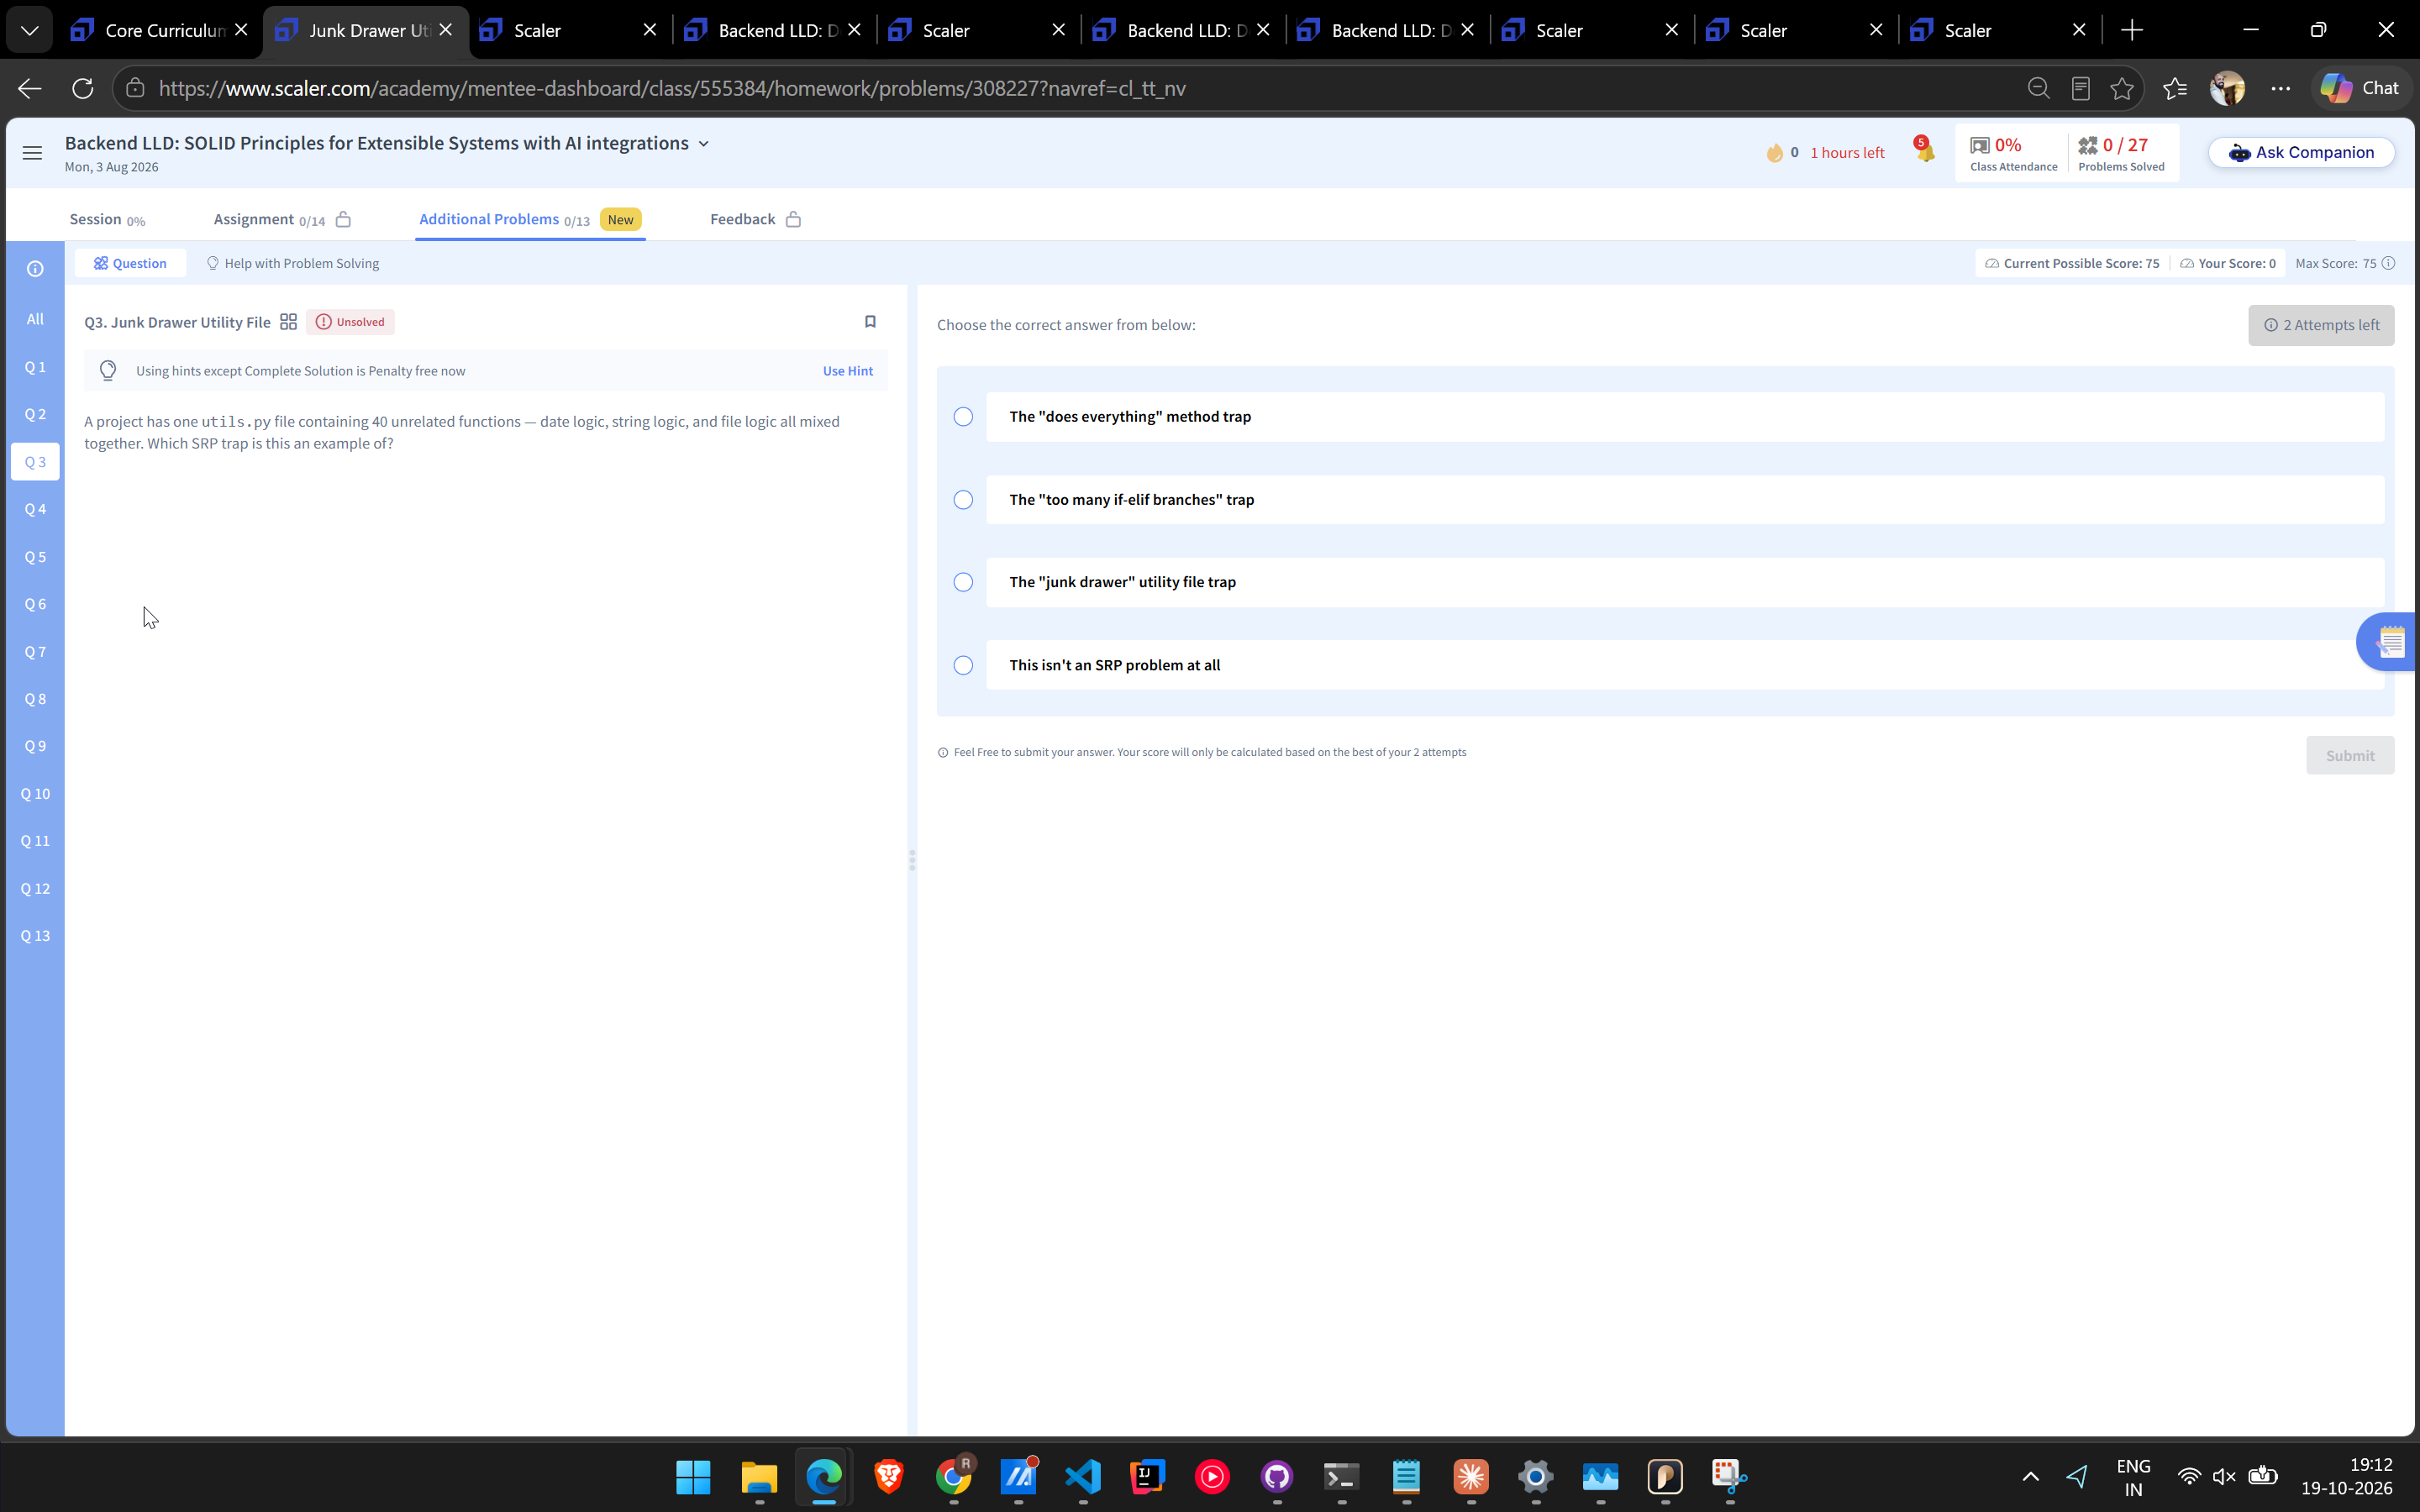 Core Curriculum
Junk Drawer Uti
Scaler
Backend LLD: D
Scaler
Backend LLD: D
Backend LLD: D
Scaler
Scaler
Scaler
https://www.scaler.com/academy/mentee-dashboard/class/555384/homework/problems/308227?navref=cl_tt_nv
Chat
Backend LLD: SOLID Principles for Extensible Systems with AI integrations
Mon, 3 Aug 2026
0 1 hours left
5
0%
Class Attendance
0 / 27
Problems Solved
Ask Companion
Session 0%
Assignment 0/14
Additional Problems 0/13 New
Feedback
Question
Help with Problem Solving
Current Possible Score: 75
Your Score: 0
Max Score: 75
All
Q 1
Q 2
Q 3
Q 4
Q 5
Q 6
Q 7
Q 8
Q 9
Q 10
Q 11
Q 12
Q 13
Q3. Junk Drawer Utility File
Unsolved
Using hints except Complete Solution is Penalty free now
Use Hint
A project has one utils.py file containing 40 unrelated functions — date logic, string logic, and file logic all mixed
together. Which SRP trap is this an example of?
Choose the correct answer from below:
2 Attempts left
The "does everything" method trap
The "too many if-elif branches" trap
The "junk drawer" utility file trap
This isn't an SRP problem at all
Feel Free to submit your answer. Your score will only be calculated based on the best of your 2 attempts
Submit
R
IJ
ENG
IN
19:12
19-10-2026